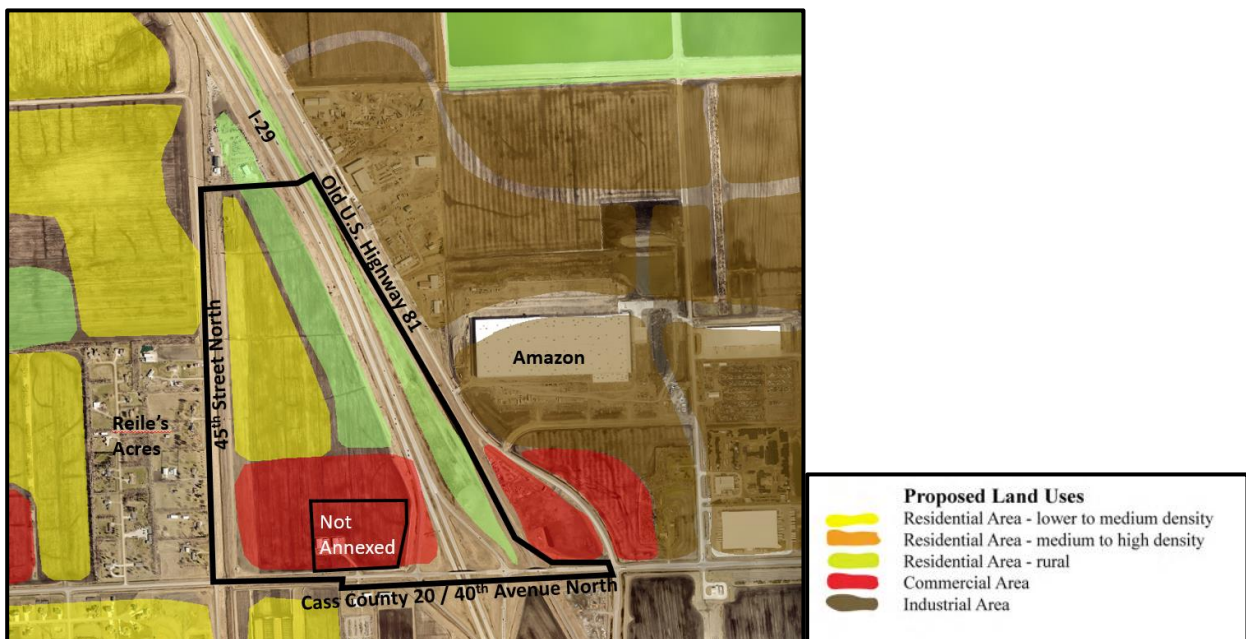 I-29
Old U.S. Highway 81
45th Street North
Amazon
Reile's
Acres
Not
Annexed
Cass County 20 / 40th Avenue North
Proposed Land Uses
Residential Area - lower to medium density
Residential Area - medium to high density
Residential Area - rural
Commercial Area
Industrial Area